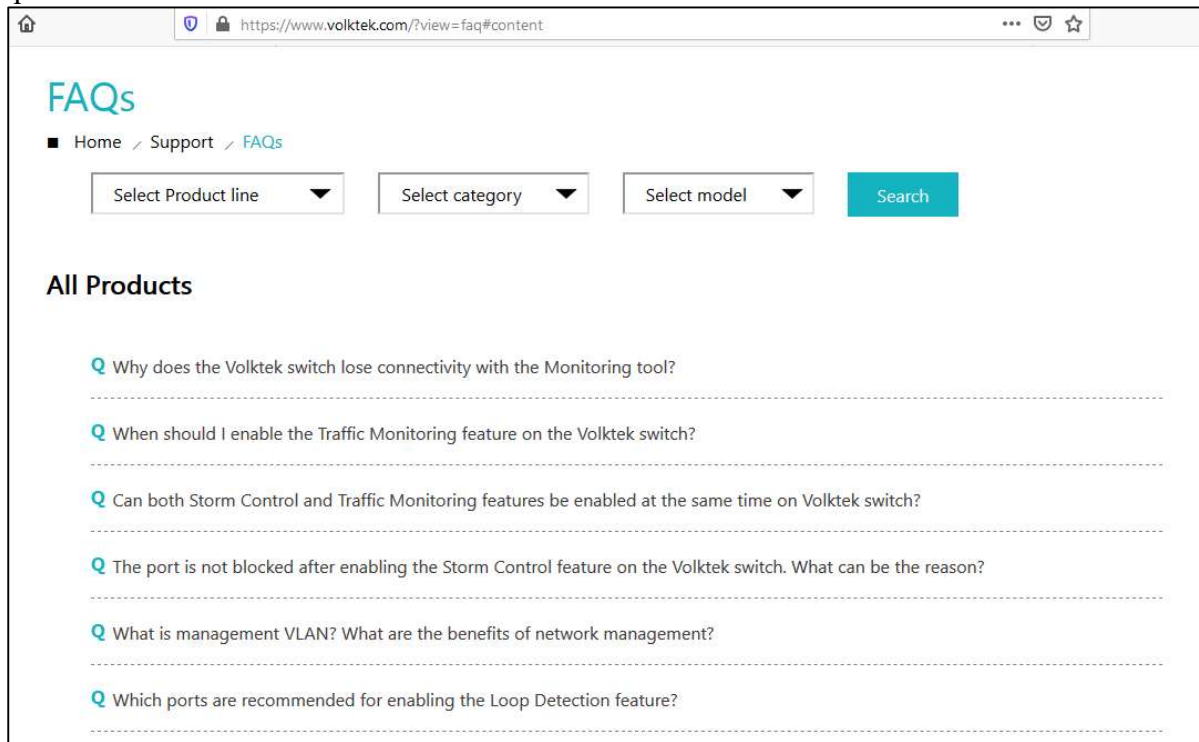 https://www.volktek.com/?view=faq#content
FAQs
Home / Support / FAQs
Select Product line Select category Select model Search
All Products
Q Why does the Volktek switch lose connectivity with the Monitoring tool?
Q When should I enable the Traffic Monitoring feature on the Volktek switch?
Q Can both Storm Control and Traffic Monitoring features be enabled at the same time on Volktek switch?
Q The port is not blocked after enabling the Storm Control feature on the Volktek switch. What can be the reason?
Q What is management VLAN? What are the benefits of network management?
Q Which ports are recommended for enabling the Loop Detection feature?